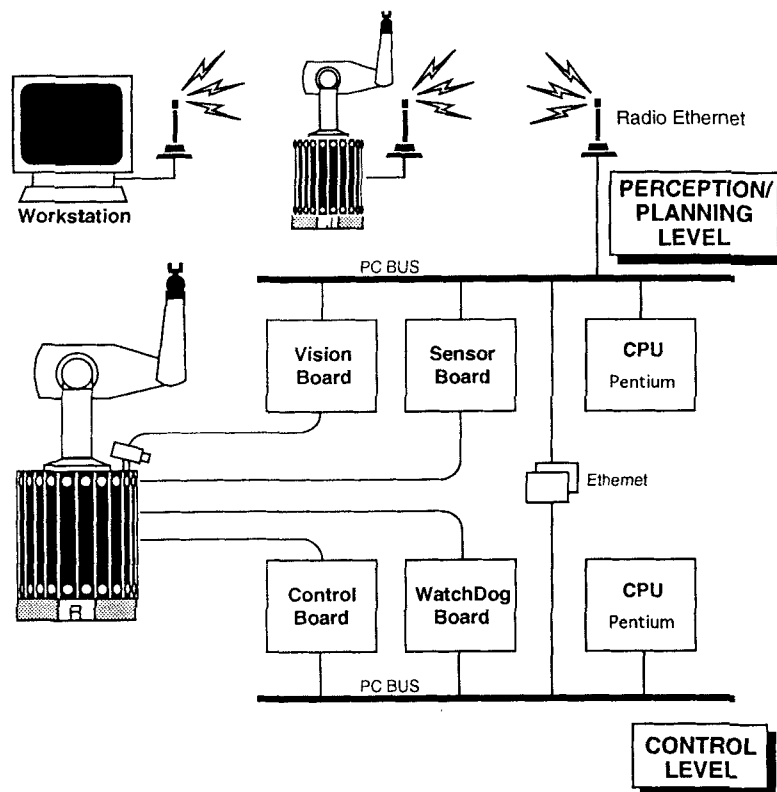 Radio Ethernet
Workstation
PERCEPTION/
PLANNING
LEVEL
PC BUS
Vision
Board
Sensor
Board
CPU
Pentium
Ethernet
Control
Board
WatchDog
Board
CPU
Pentium
R
PC BUS
CONTROL
LEVEL